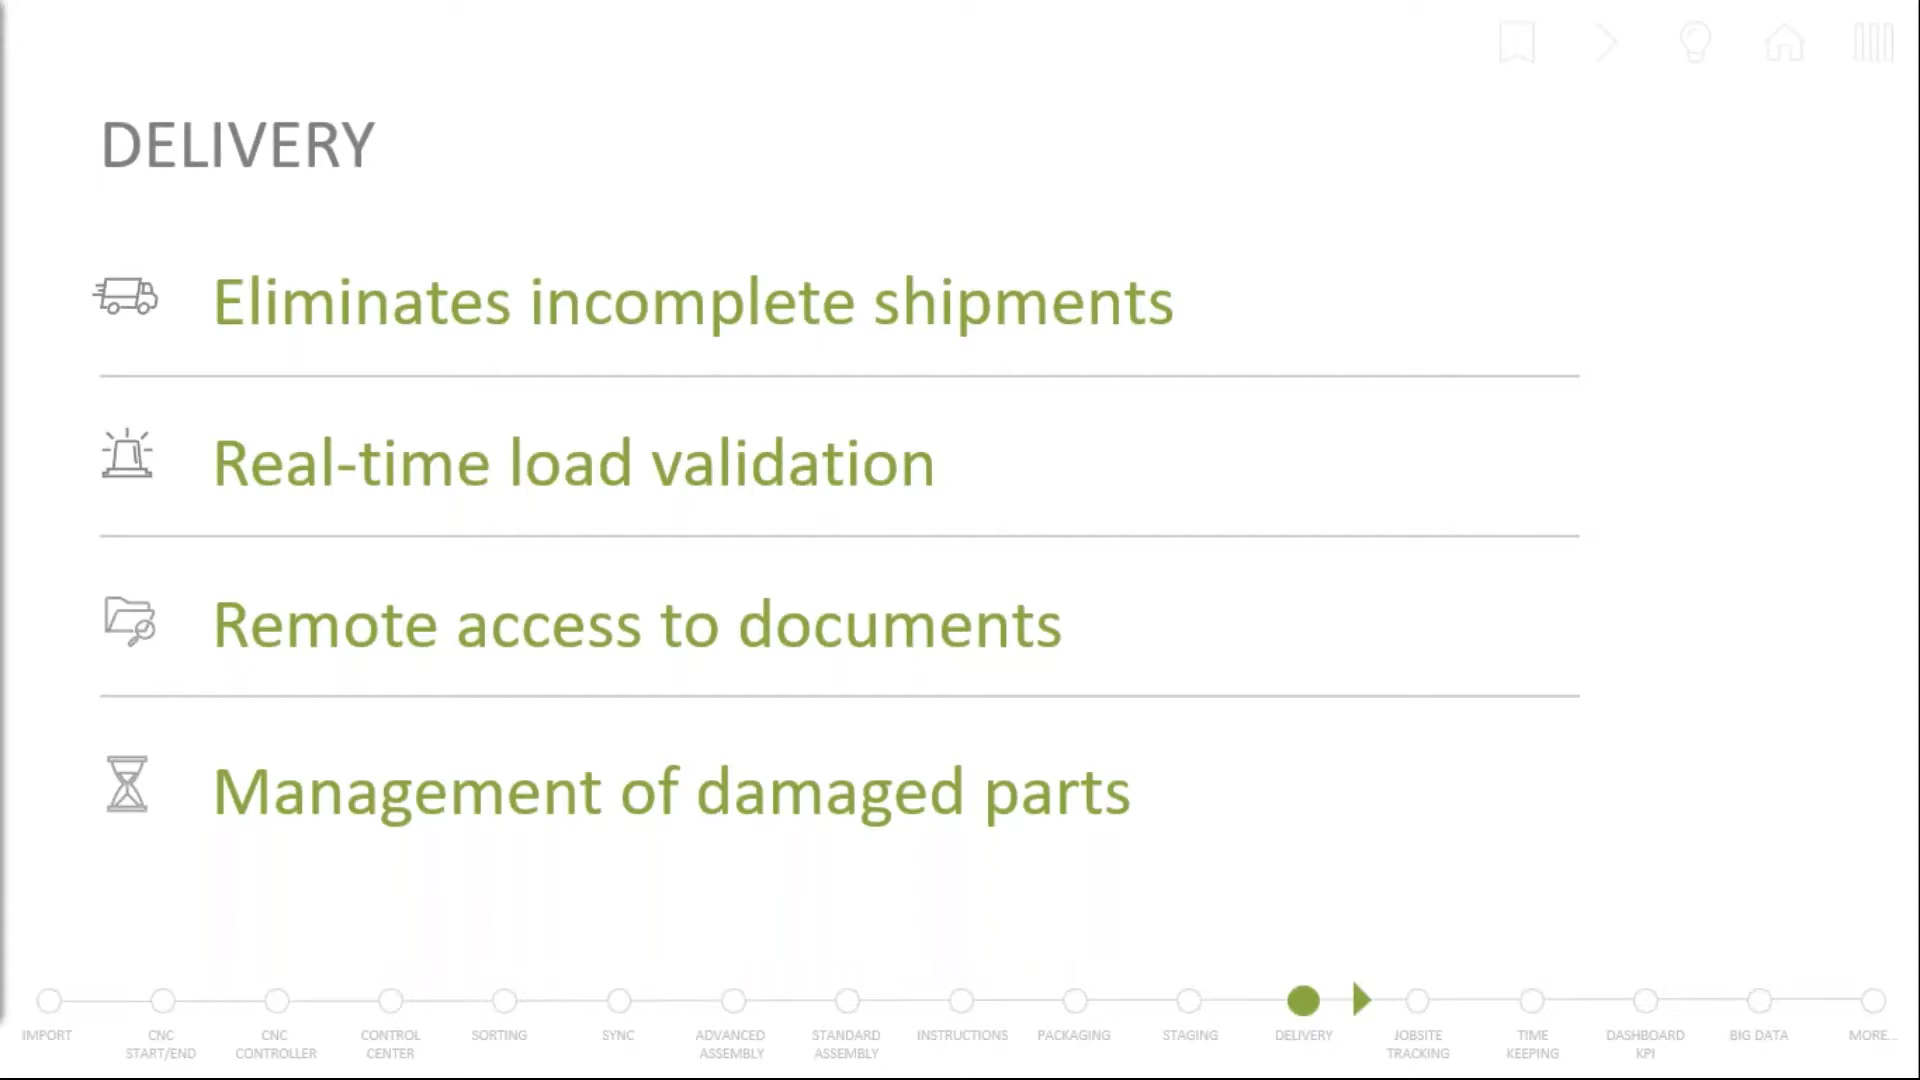 DELIVERY
Eliminates incomplete shipments
Real-time load validation
Remote access to documents
Management of damaged parts
IMPORT
CNC
START/END
CNC
CONTROLLER
CONTROL
CENTER
SORTING
SYNC
ADVANCED
ASSEMBLY
STANDARD
ASSEMBLY
INSTRUCTIONS
PACKAGING
STAGING
DELIVERY
JOBSITE
TRACKING
TIME
KEEPING
DASHBOARD
KPI
BIG DATA
MORE...